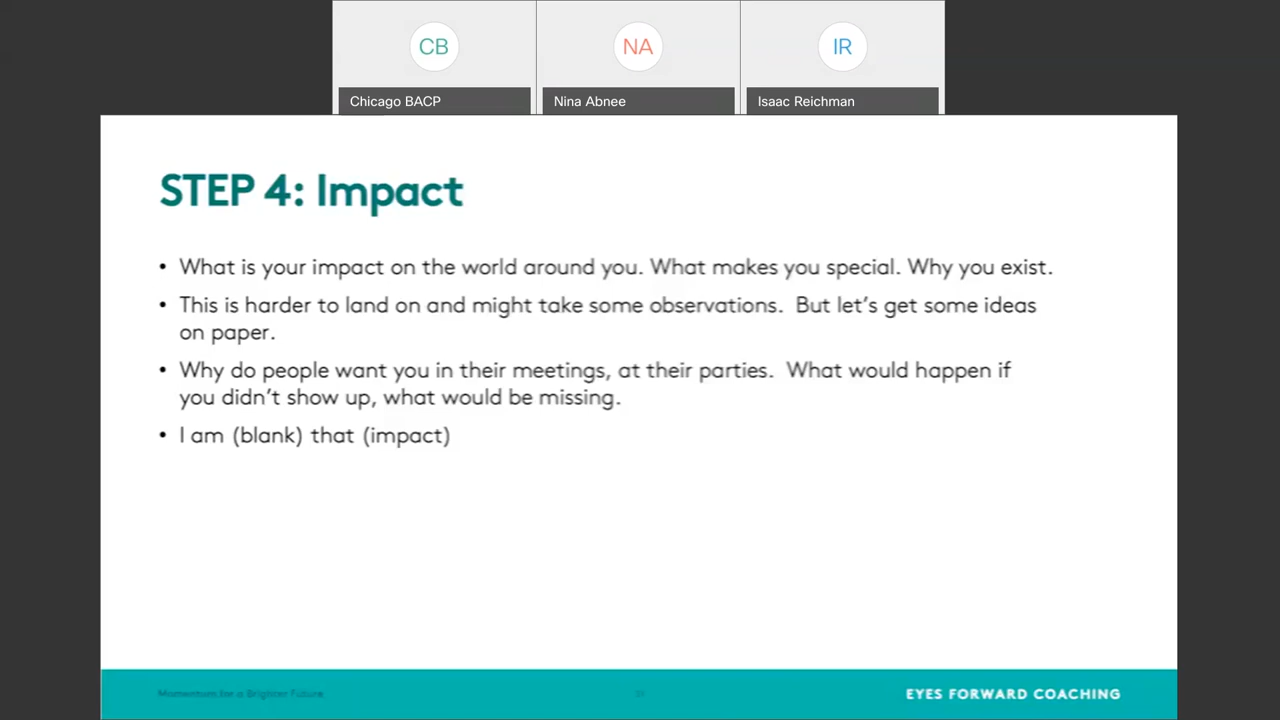 CB
NA
IR
Chicago BACP
Nina Abnee
Isaac Reichman
STEP 4: Impact
• What is your impact on the world around you. What makes you special. Why you exist.
• This is harder to land on and might take some observations.  But let's get some ideas
on paper.
• Why do people want you in their meetings, at their parties.  What would happen if
you didn't show up, what would be missing.
• I am (blank) that (impact)
Momentum for a Brighter Future
EYES FORWARD COACHING